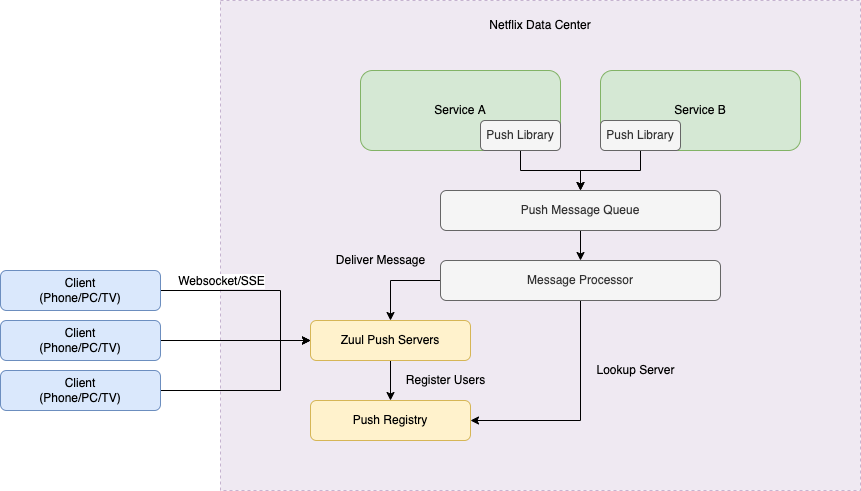 Netflix Data Center
Service A
Service B
Push Library
Push Library
Push Message Queue
Deliver Message
Message Processor
Websocket/SSE
Client
(Phone/PC/TV)
Client
(Phone/PC/TV)
Client
(Phone/PC/TV)
Zuul Push Servers
Lookup Server
Register Users
Push Registry